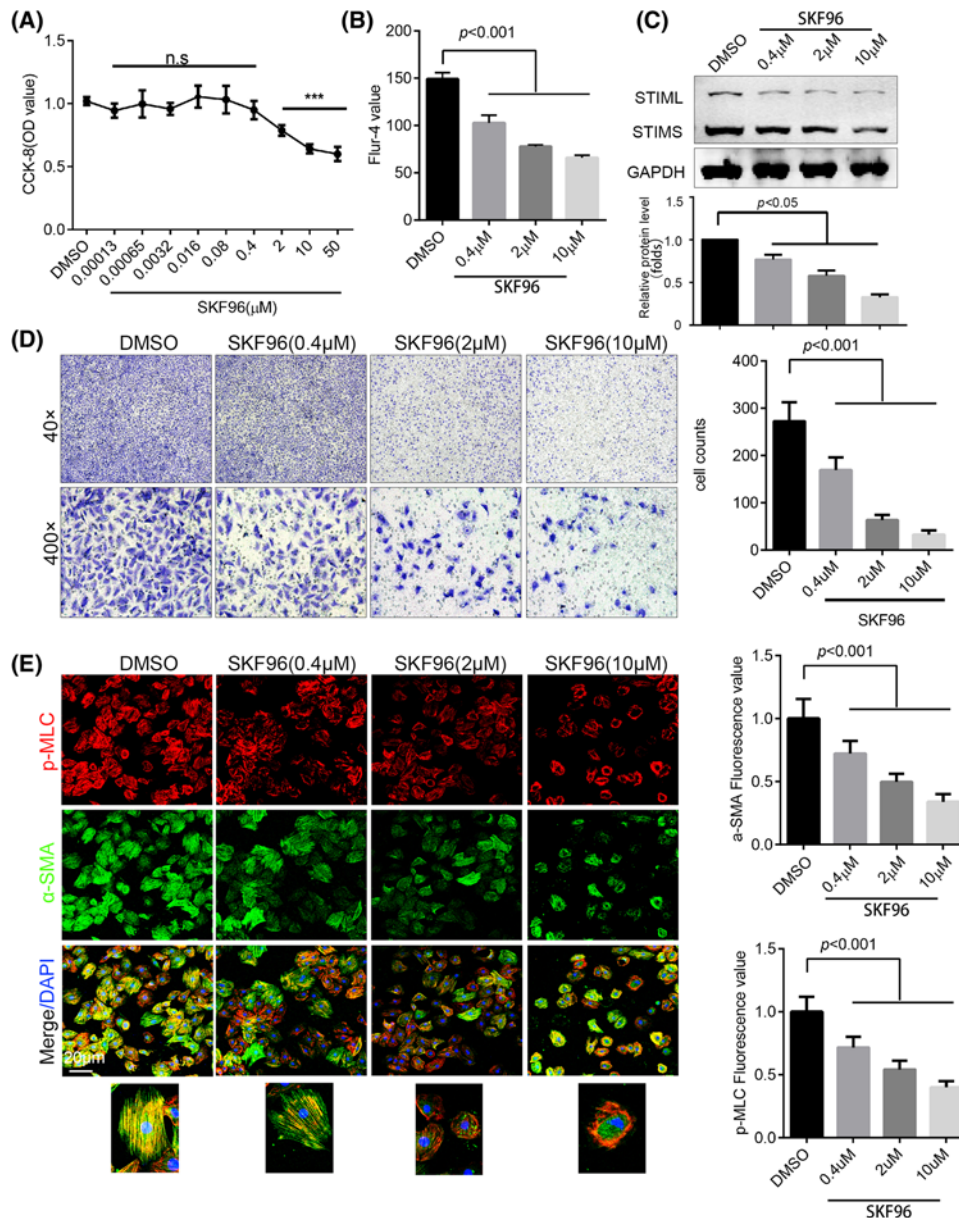 (A)
1.5
1.0
0.5
0.0
CCK-8(OD value)
n.s
***
DMSO
0.00013
0.00065
0.0032
0.016
0.08
0.4
2
10
50
SKF96(μM)
(B)
200
150
100
50
0
Flur-4 value
p<0.001
DMSO
0.4μM
2μM
10μM
SKF96
(C)
SKF96
DMSO
0.4μM
2μM
10μM
STIML
STIMS
GAPDH
Relative protein level
(folds)
1.5
1.0
0.5
0
p<0.05
(D)
DMSO
SKF96(0.4μM)
SKF96(2μM)
SKF96(10μM)
40×
400×
cell counts
400
300
200
100
0
p<0.001
DMSO
0.4μM
2uM
10uM
SKF96
(E)
DMSO
SKF96(0.4μM)
SKF96(2μM)
SKF96(10μM)
p-MLC
α-SMA
Merge/DAPI
20μm
a-SMA Fluorescence value
1.5
1.0
0.5
0.0
p<0.001
DMSO
0.4μM
2μM
10μM
SKF96
p-MLC Fluorescence value
1.5
1.0
0.5
0.0
p<0.001
DMSO
0.4uM
2uM
10uM
SKF96